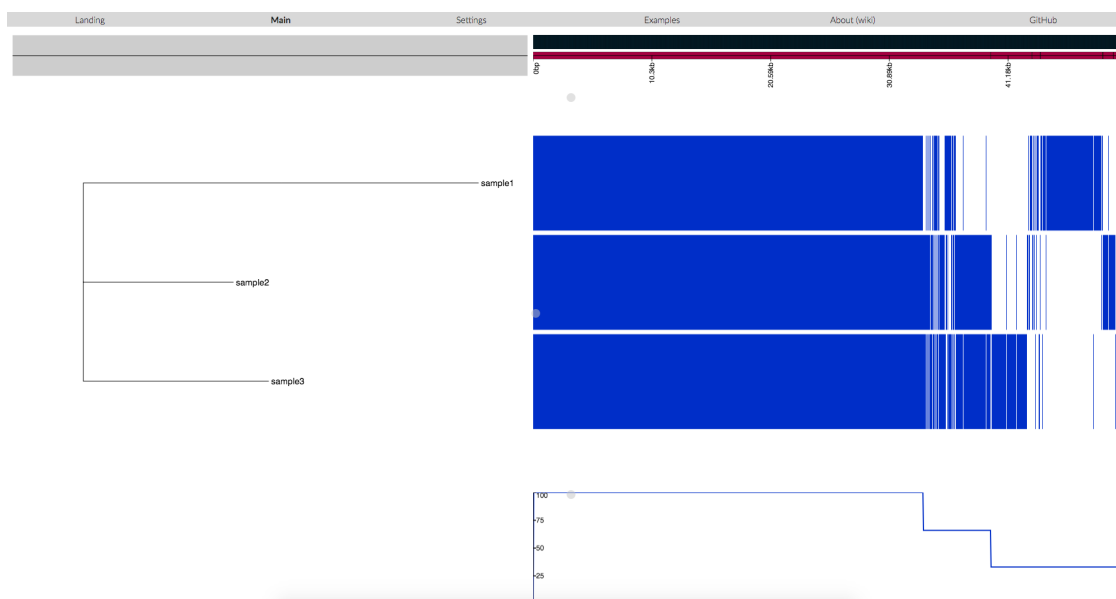 Landing Main Settings Examples About (wiki) GitHub
0bp 10.3kb 20.59kb 30.89kb 41.18kb
sample1
sample2
sample3
100
75
50
25